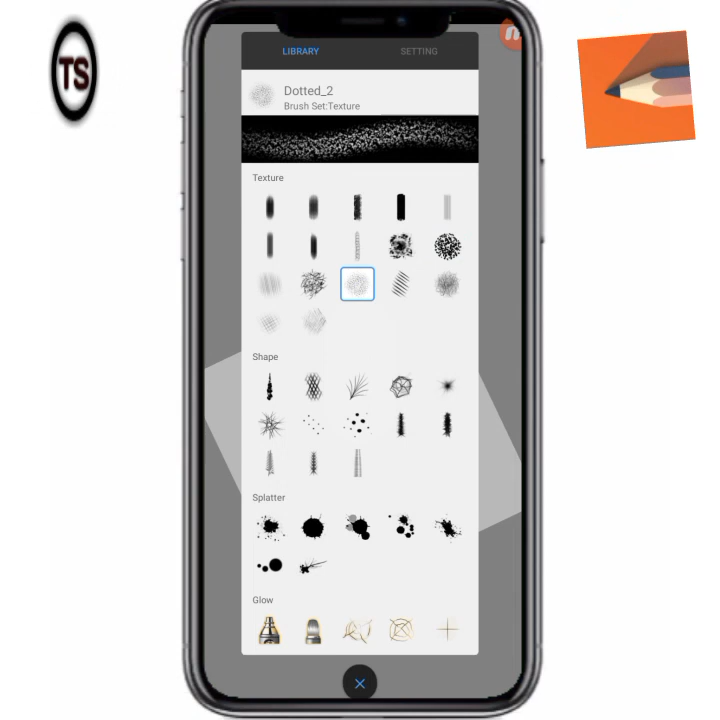 TS
LIBRARY
SETTING
Dotted_2
Brush Set:Texture
Texture
Shape
Splatter
Glow